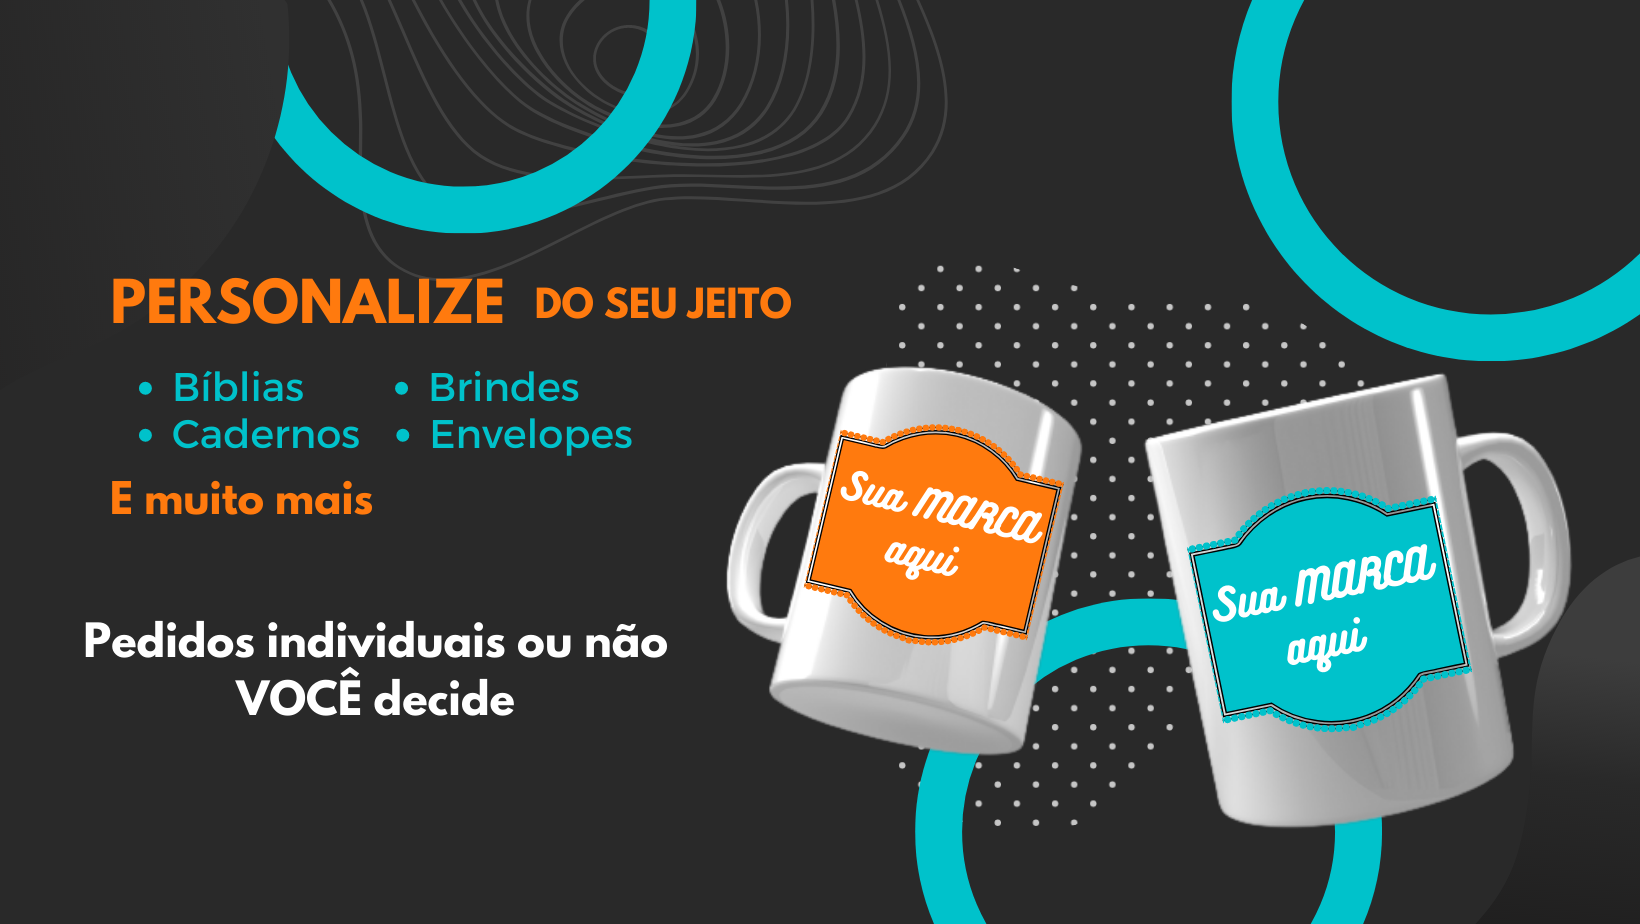 PERSONALIZE DO SEU JEITO
Bíblias
Cadernos
Brindes
Envelopes
E muito mais
Pedidos individuais ou não
VOCÊ decide
Sua MARCA
aqui
Sua MARCA
aqui